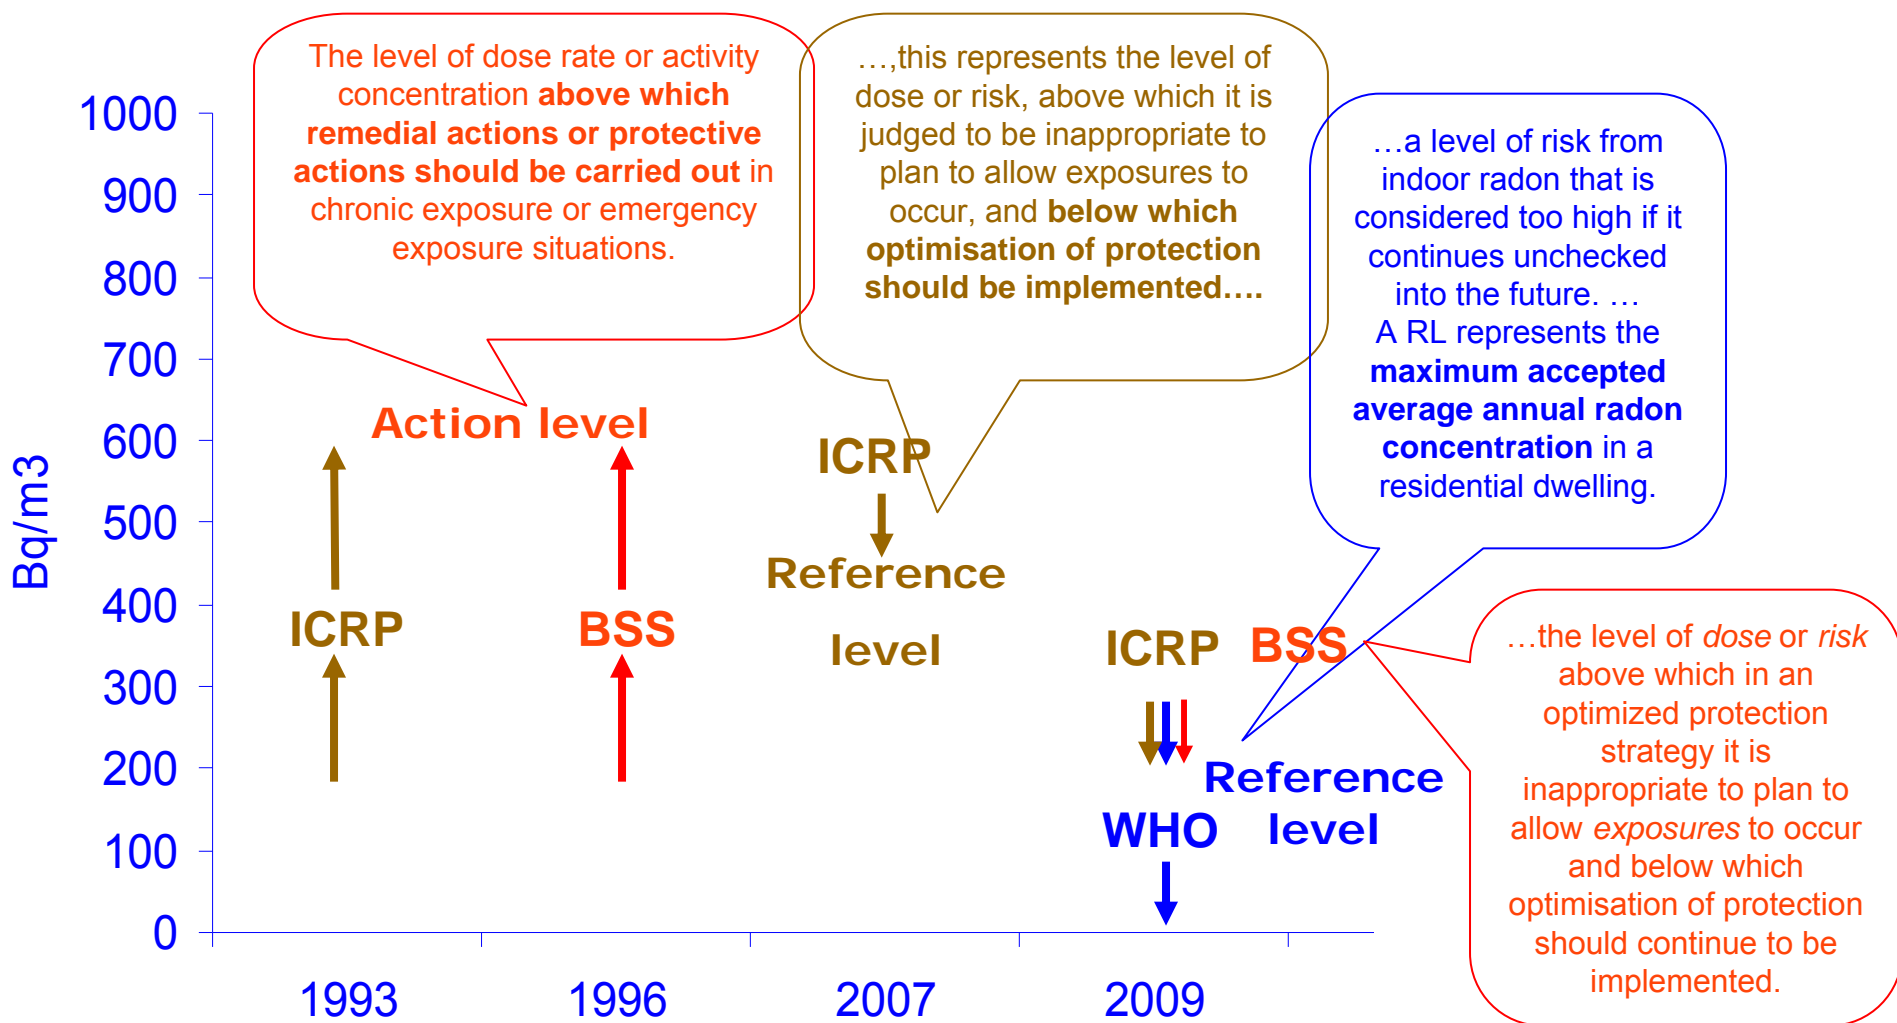 The level of dose rate or activity
concentration above which
remedial actions or protective
actions should be carried out in
chronic exposure or emergency
exposure situations.
…,this represents the level of
dose or risk, above which it is
judged to be inappropriate to
plan to allow exposures to
occur, and below which
optimisation of protection
should be implemented….
…a level of risk from
indoor radon that is
considered too high if it
continues unchecked
into the future. …
A RL represents the
maximum accepted
average annual radon
concentration in a
residential dwelling.
…the level of dose or risk
above which in an
optimized protection
strategy it is
inappropriate to plan to
allow exposures to occur
and below which
optimisation of protection
should continue to be
implemented.
Bq/m3
1000
900
800
700
600
500
400
300
200
100
0
Action level
ICRP
BSS
ICRP
Reference
level
ICRP
BSS
Reference
level
WHO
1993
1996
2007
2009